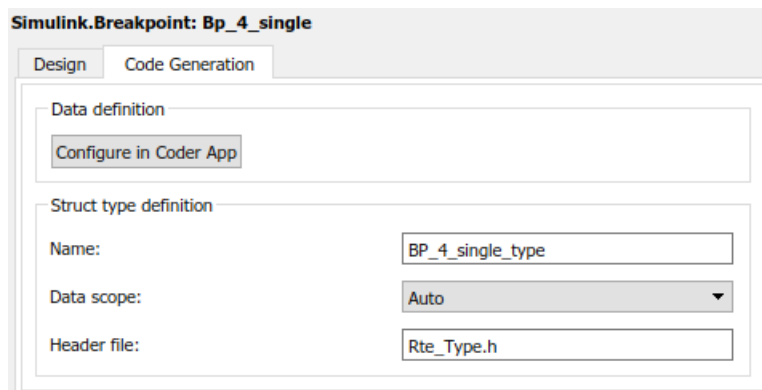 Simulink.Breakpoint: Bp_4_single
Design Code Generation
Data definition
Configure in Coder App
Struct type definition
Name: BP_4_single_type
Data scope: Auto
Header file: Rte_Type.h